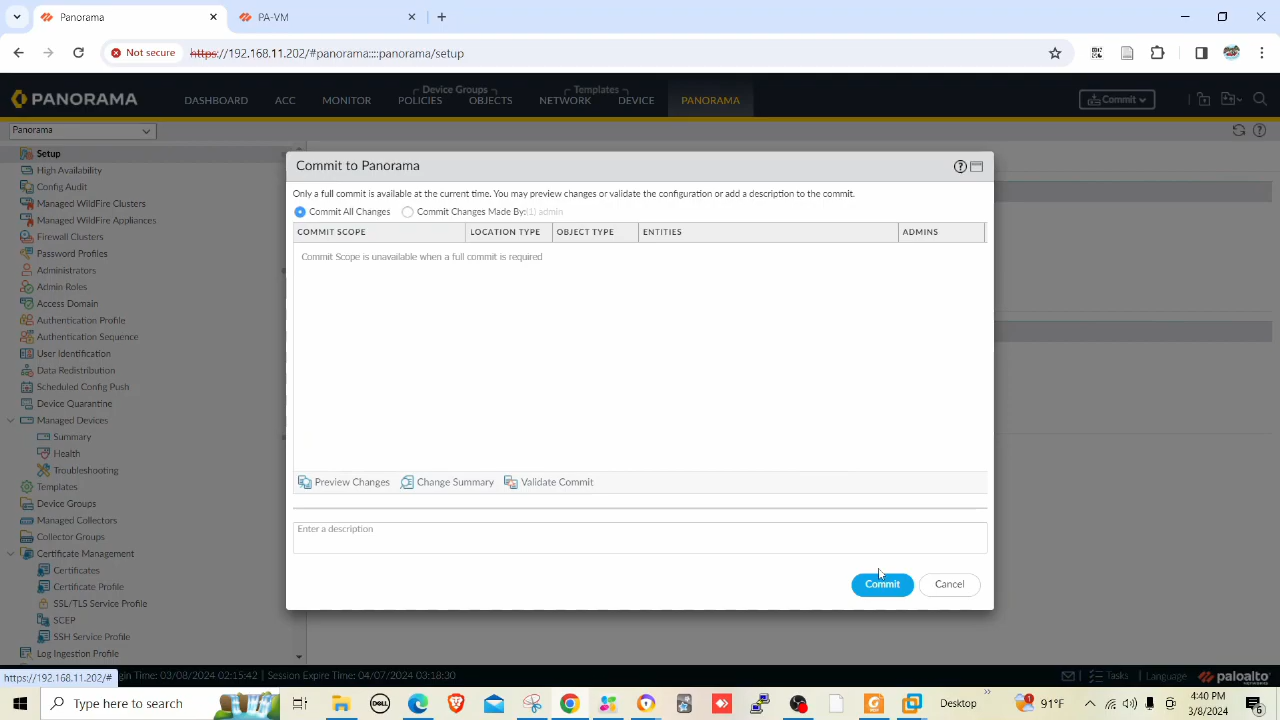 Panorama
PA-VM
Not secure
https://192.168.11.202/#panorama::::panorama/setup
PANORAMA
DASHBOARD
ACC
MONITOR
Device Groups
POLICIES
OBJECTS
Templates
NETWORK
DEVICE
PANORAMA
Commit
Panorama
Setup
High Availability
Config Audit
Managed WildFire Clusters
Managed WildFire Appliances
Firewall Clusters
Password Profiles
Administrators
Admin Roles
Access Domain
Authentication Profile
Authentication Sequence
User Identification
Data Redistribution
Scheduled Config Push
Device Quarantine
Managed Devices
Summary
Health
Troubleshooting
Templates
Device Groups
Managed Collectors
Collector Groups
Certificate Management
Certificates
Certificate Profile
SSL/TLS Service Profile
SCEP
SSH Service Profile
Log Ingestion Profile
Commit to Panorama
Only a full commit is available at the current time. You may preview changes or validate the configuration or add a description to the commit.
Commit All Changes
Commit Changes Made By:(1) admin
COMMIT SCOPE
LOCATION TYPE
OBJECT TYPE
ENTITIES
ADMINS
Commit Scope is unavailable when a full commit is required
Preview Changes
Change Summary
Validate Commit
Enter a description
Commit
Cancel
https://192.168.11.202/#
gin Time: 03/08/2024 02:15:42
Session Expire Time: 04/07/2024 03:18:30
Tasks
Language
paloalto
Type here to search
DELL
Desktop
91°F
4:40 PM
3/8/2024
6